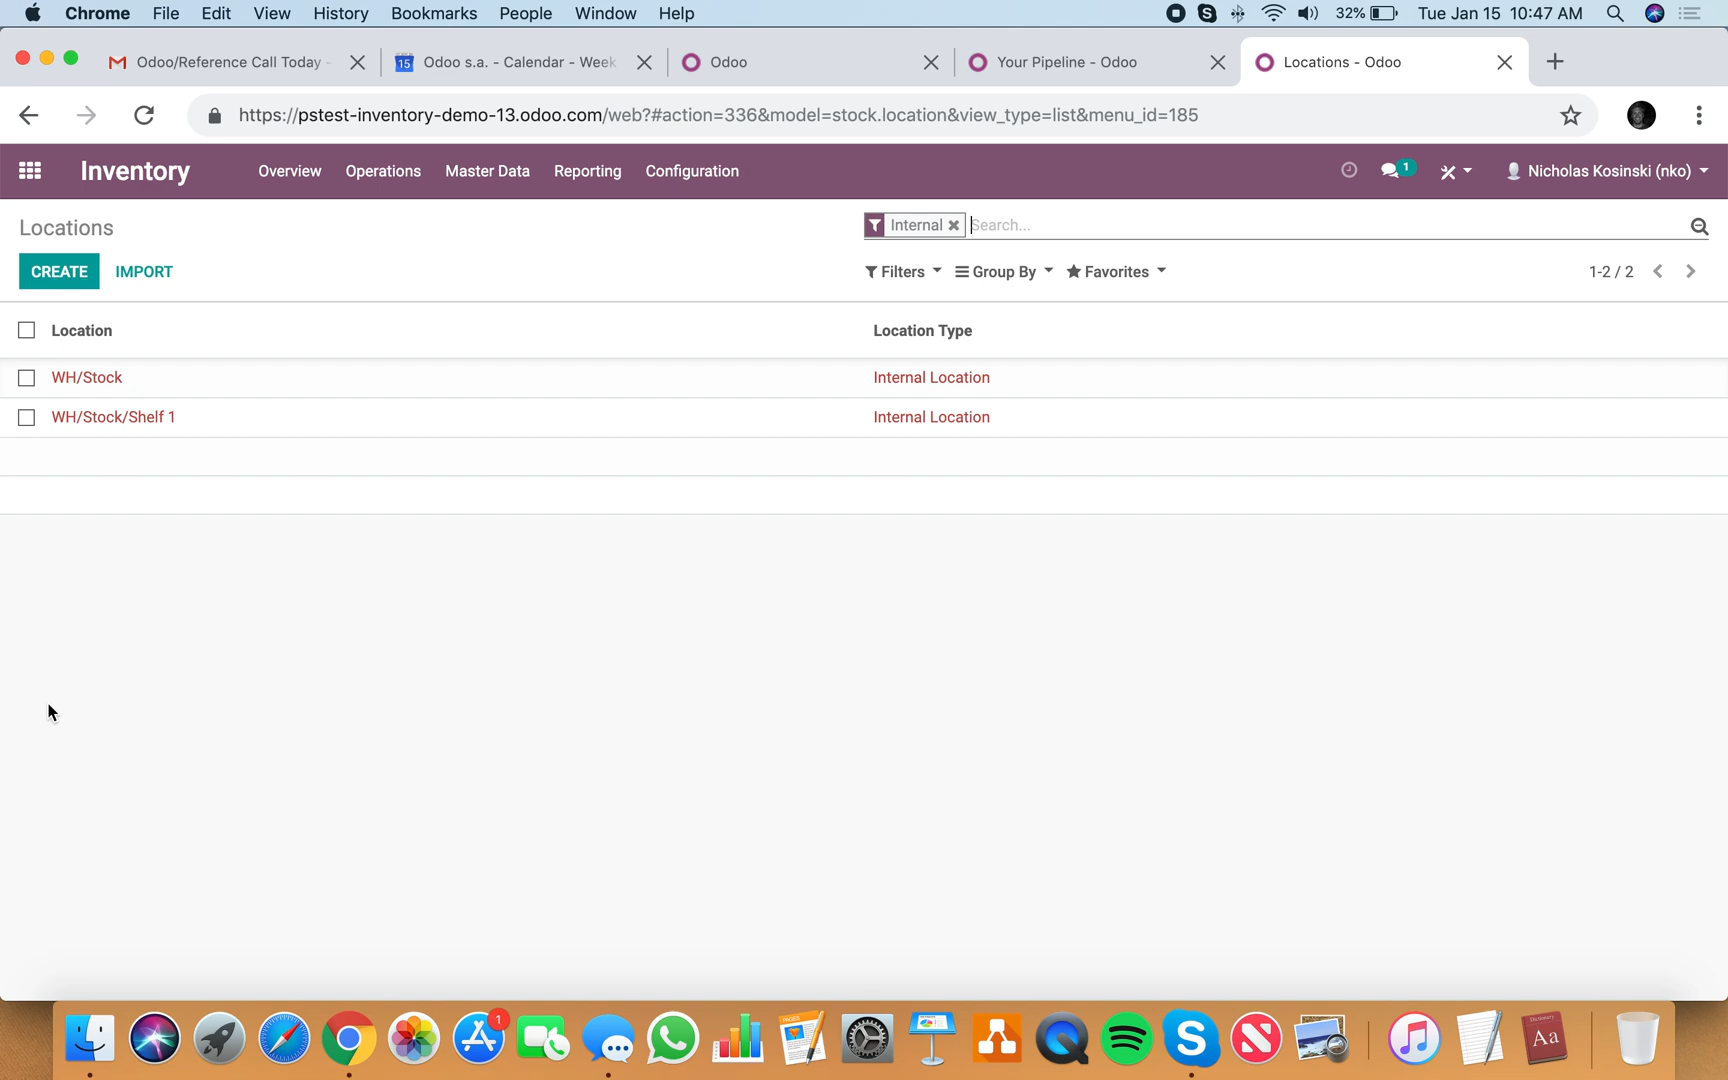 Chrome File Edit View History Bookmarks People Window Help 32% Tue Jan 15 10:47 AM
Odoo/Reference Call Today - 15 Odoo s.a. - Calendar - Week Odoo Your Pipeline - Odoo Locations - Odoo
https://pstest-inventory-demo-13.odoo.com/web?#action=336&model=stock.location&view_type=list&menu_id=185
Inventory Overview Operations Master Data Reporting Configuration 1 Nicholas Kosinski (nko)
Locations Internal Search...
CREATE IMPORT Filters Group By Favorites 1-2 / 2
Location Location Type
WH/Stock Internal Location
WH/Stock/Shelf 1 Internal Location
1
PAGES
Dictionary
Aa